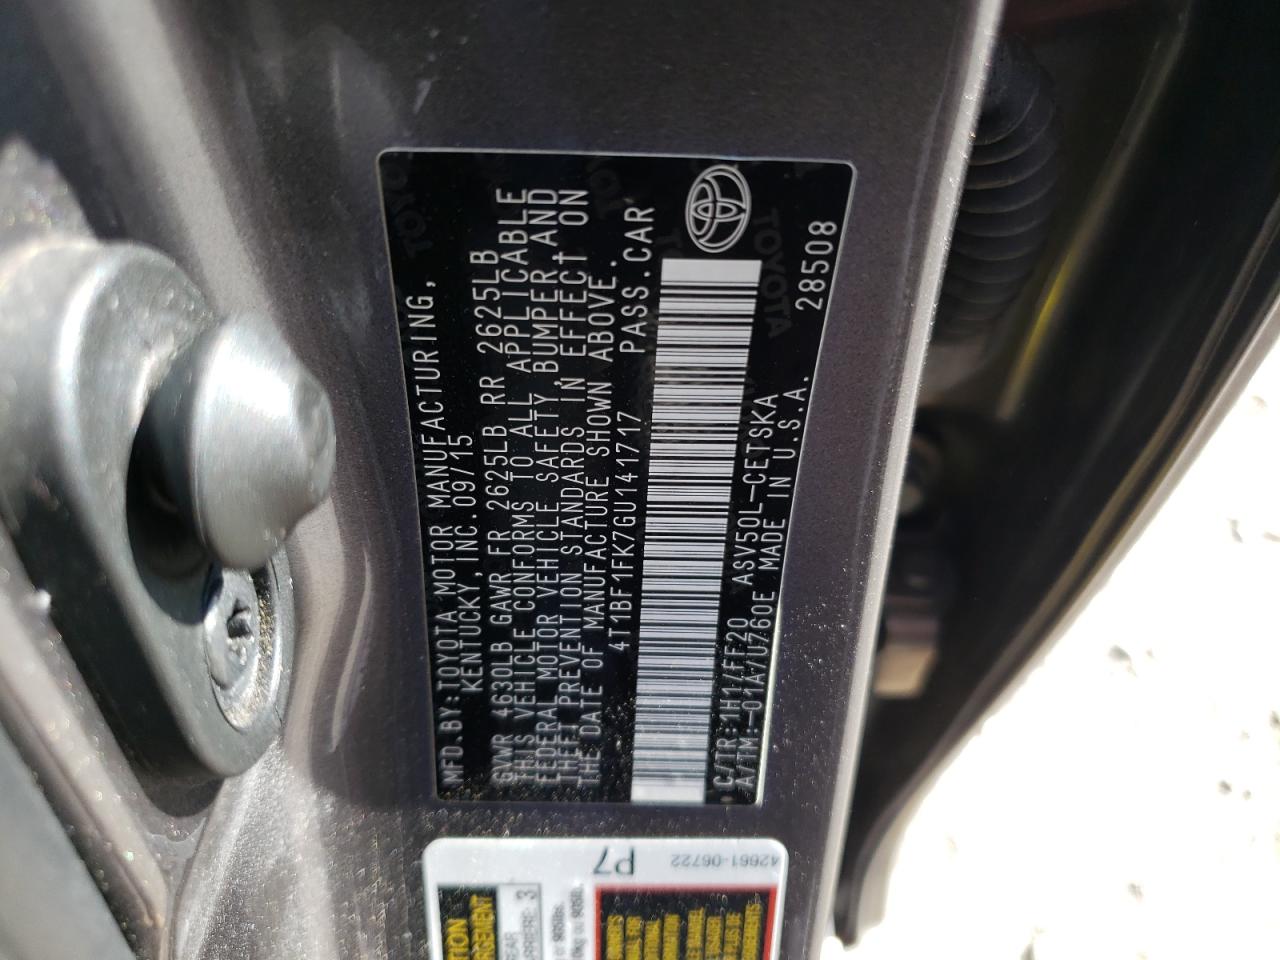 MFD.BY:TOYOTA MOTOR MANUFACTURING,
KENTUCKY,INC.09/15
GVWR 4630LB GAWR FR 2625LB RR 2625LB
THIS VEHICLE CONFORMS TO ALL APPLICABLE
FEDERAL MOTOR VEHICLE SAFETY,BUMPER,AND
THEFT PREVENTION STANDARDS IN EFFECT ON
THE DATE OF MANUFACTURE SHOWN ABOVE.
4T1BF1FK7GU141717 PASS.CAR
C/TR:1H1/FE20 ASV50L-CETSKA
A/TM:-01A/U760E MADE IN U.S.A. 28508
TOYOTA
P7
42661-06722
3